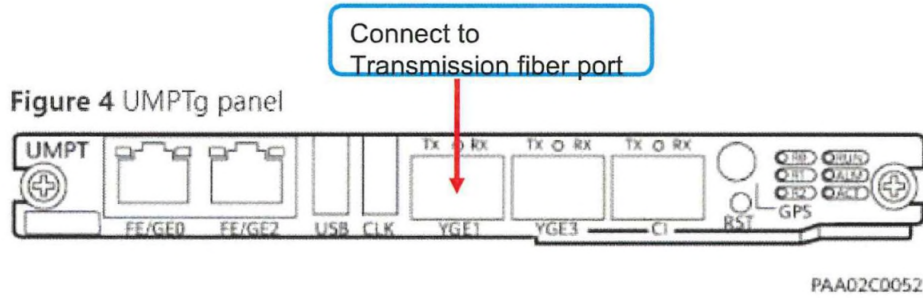 Connect to
Transmission fiber port
Figure 4 UMPTg panel
UMPT
TX RX TX RX TX RX
R0 RUN
R1 ALM
R2 ACT
GPS
FE/GE0 FE/GE2 USB CLK YGE1 YGE3 CI RST
PAA02C0052